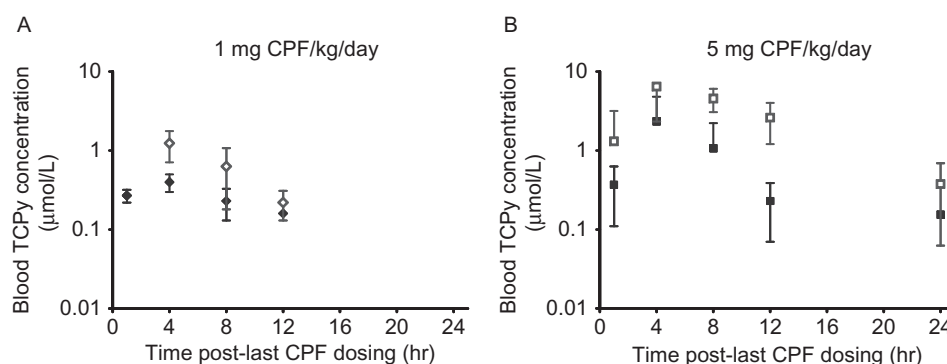 A
1 mg CPF/kg/day
Blood TCPy concentration
(μmol/L)
10
1
0.1
0.01
0 4 8 12 16 20 24
Time post-last CPF dosing (hr)
B
5 mg CPF/kg/day
Blood TCPy concentration
(μmol/L)
10
1
0.1
0.01
0 4 8 12 16 20 24
Time post-last CPF dosing (hr)